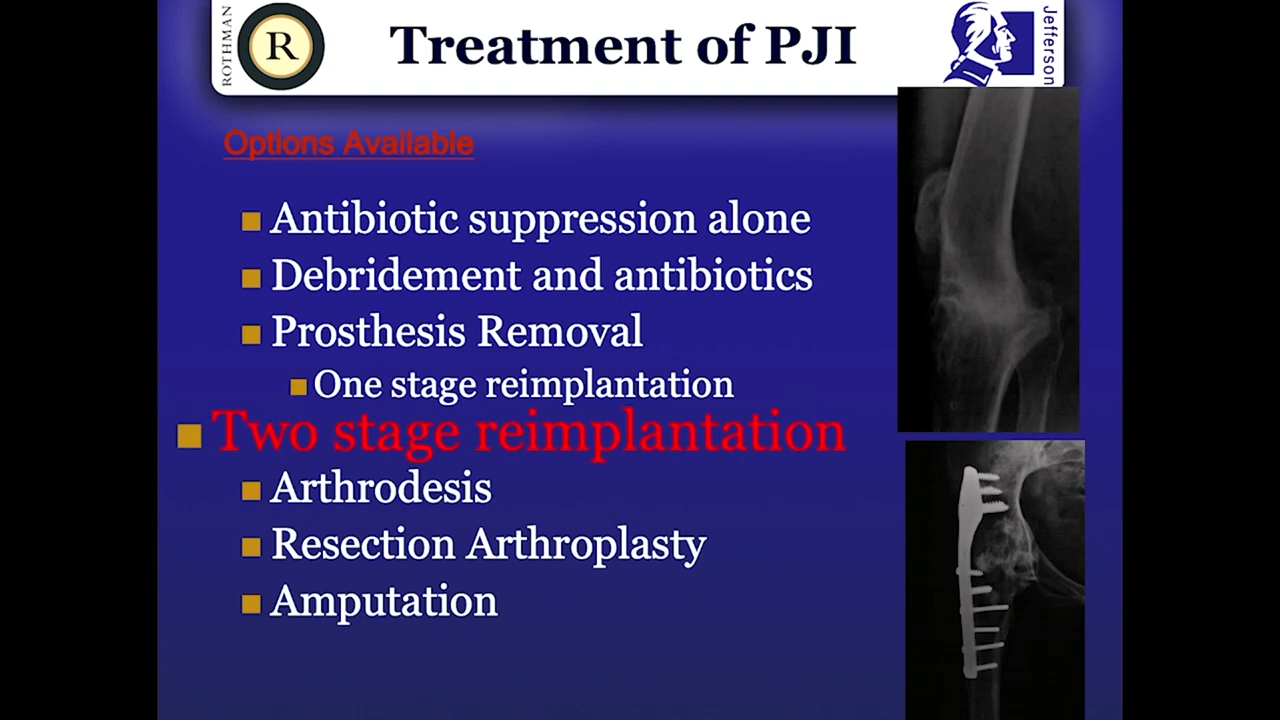 ROTHMAN
R
Treatment of PJI
Jefferson
Options Available
Antibiotic suppression alone
Debridement and antibiotics
Prosthesis Removal
One stage reimplantation
Two stage reimplantation
Arthrodesis
Resection Arthroplasty
Amputation